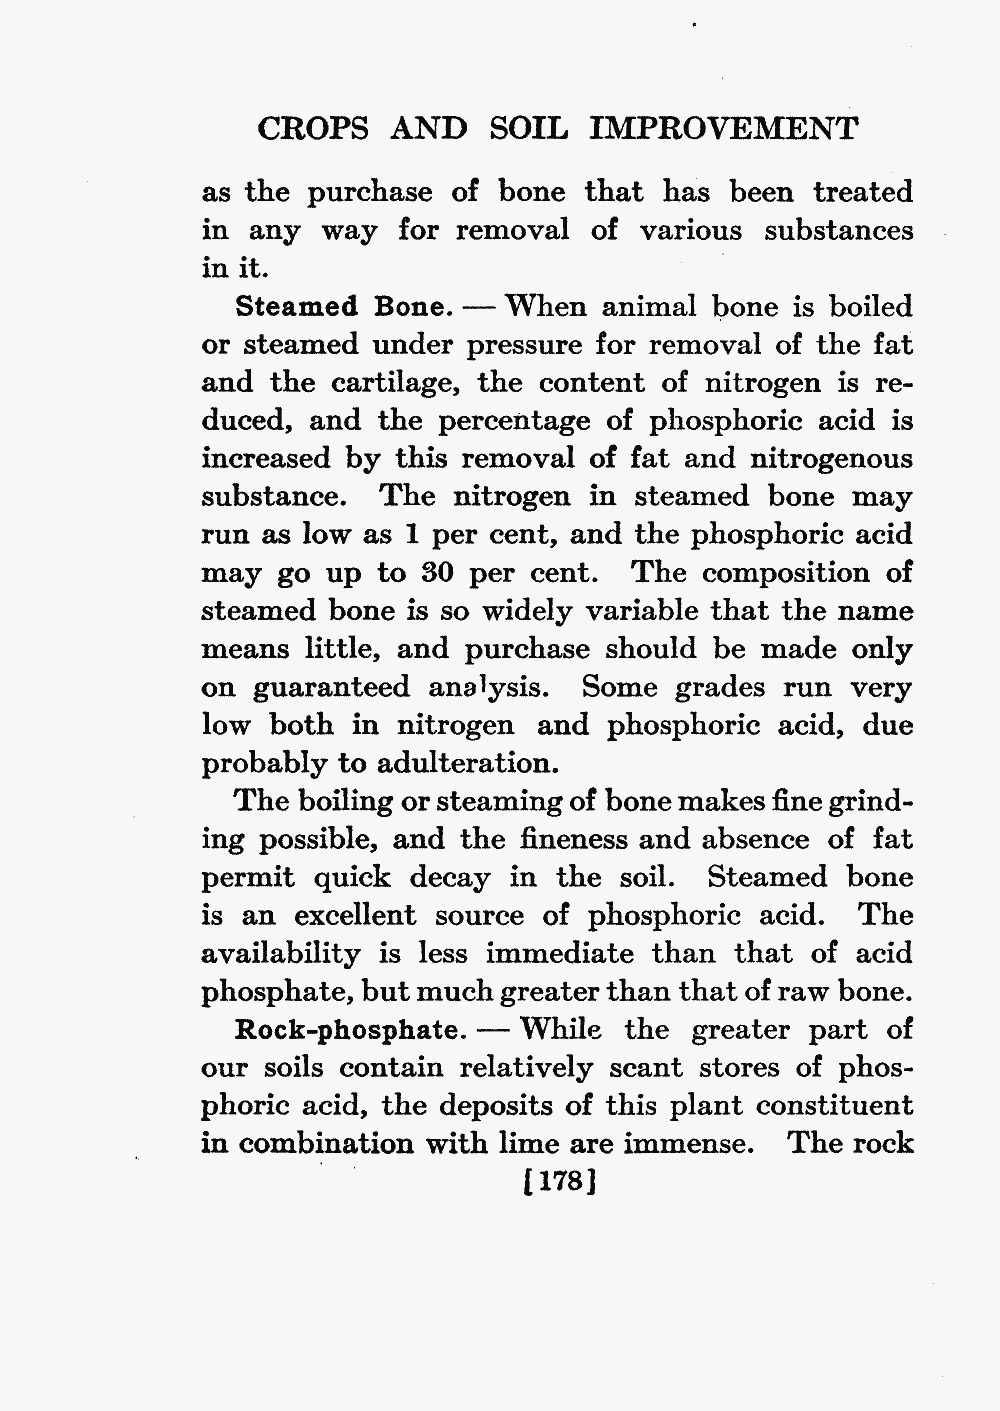 CROPS AND SOIL IMPROVEMENT
as the purchase of bone that has been treated
in any way for removal of various substances
in it.
Steamed Bone. — When animal bone is boiled
or steamed under pressure for removal of the fat
and the cartilage, the content of nitrogen is re-
duced, and the percentage of phosphoric acid is
increased by this removal of fat and nitrogenous
substance. The nitrogen in steamed bone may
run as low as 1 per cent, and the phosphoric acid
may go up to 30 per cent. The composition of
steamed bone is so widely variable that the name
means little, and purchase should be made only
on guaranteed analysis. Some grades run very
low both in nitrogen and phosphoric acid, due
probably to adulteration.
The boiling or steaming of bone makes fine grind-
ing possible, and the fineness and absence of fat
permit quick decay in the soil. Steamed bone
is an excellent source of phosphoric acid. The
availability is less immediate than that of acid
phosphate, but much greater than that of raw bone.
Rock-phosphate. — While the greater part of
our soils contain relatively scant stores of phos-
phoric acid, the deposits of this plant constituent
in combination with lime are immense. The rock
[178]